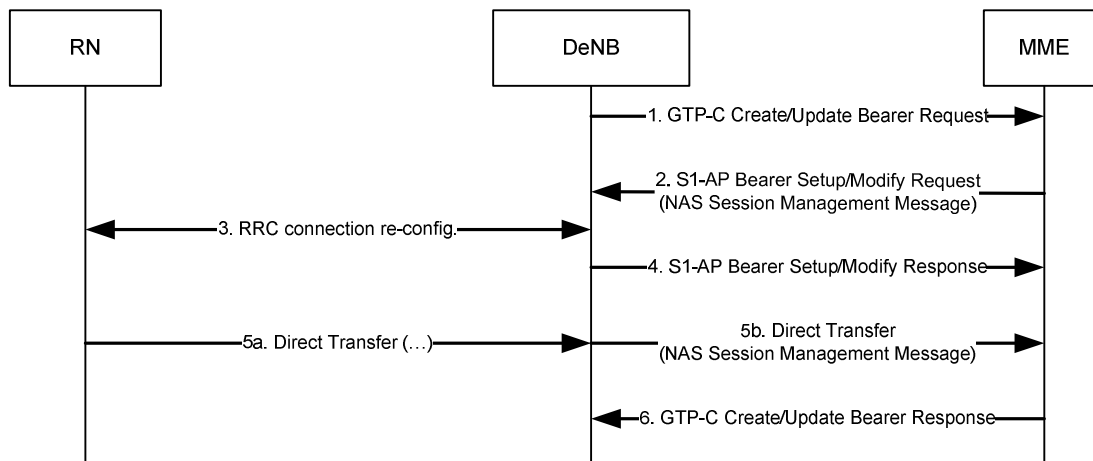 RN
DeNB
MME
1. GTP-C Create/Update Bearer Request
2. S1-AP Bearer Setup/Modify Request
(NAS Session Management Message)
3. RRC connection re-config.
4. S1-AP Bearer Setup/Modify Response
5a. Direct Transfer (…)
5b. Direct Transfer
(NAS Session Management Message)
6. GTP-C Create/Update Bearer Response